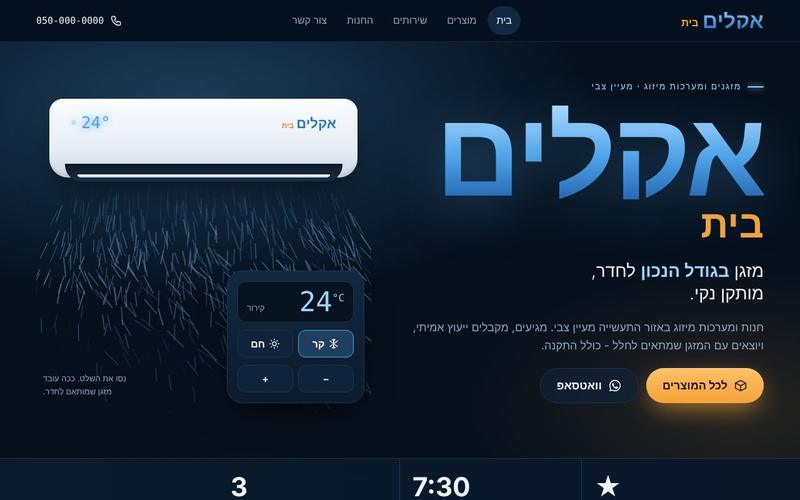 אקלים בית
בית
מוצרים
שירותים
החנות
צור קשר
050-000-0000
מזגנים ומערכות מיזוג · מעיין צבי
אקלים
בית
מזגן בגודל הנכון לחדר,
מותקן נקי.
חנות ומערכות מיזוג באזור התעשייה מעיין צבי. מגיעים, מקבלים ייעוץ אמיתי,
ויוצאים עם המזגן שמתאים לחלל - כולל התקנה.
לכל המוצרים
וואטסאפ
אקלים בית
24°
24°C
קירור
קר
חם
−
+
נסו את השלט. ככה עובד
מזגן שמותאם לחדר.
★
7:30
3